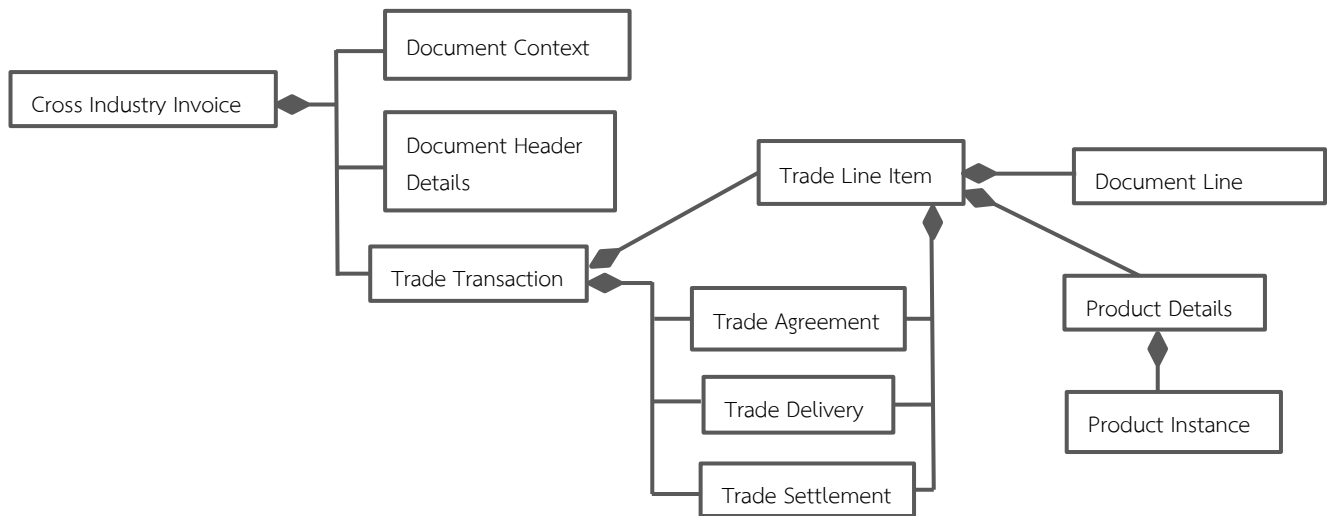 Document Context
Cross Industry Invoice
Document Header
Details
Trade Line Item
Document Line
Trade Transaction
Product Details
Trade Agreement
Trade Delivery
Product Instance
Trade Settlement